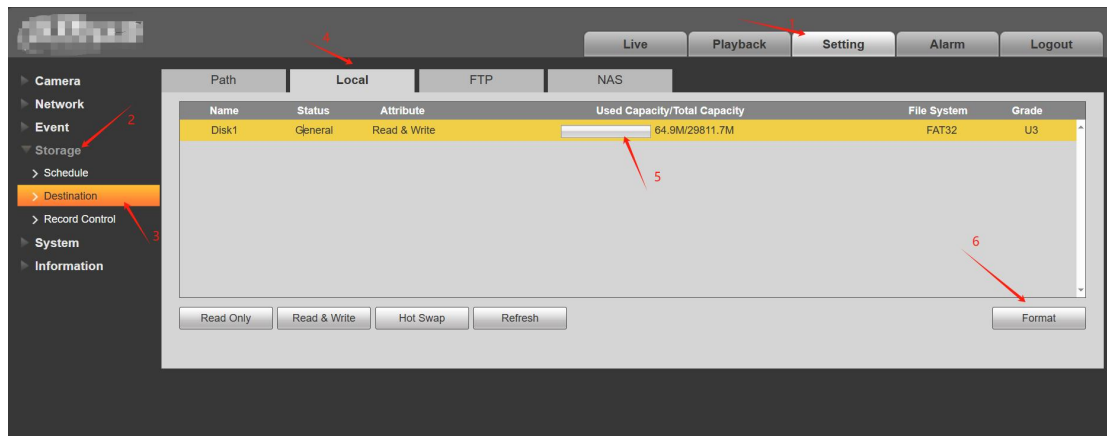 1
Live Playback Setting Alarm Logout
4
Camera
Network
2
Event
Storage
Schedule
Destination
Record Control
3
System
Information
Path Local FTP NAS
Name Status Attribute Used Capacity/Total Capacity File System Grade
Disk1 General Read & Write 64.9M/29811.7M FAT32 U3
5
6
Read Only Read & Write Hot Swap Refresh Format